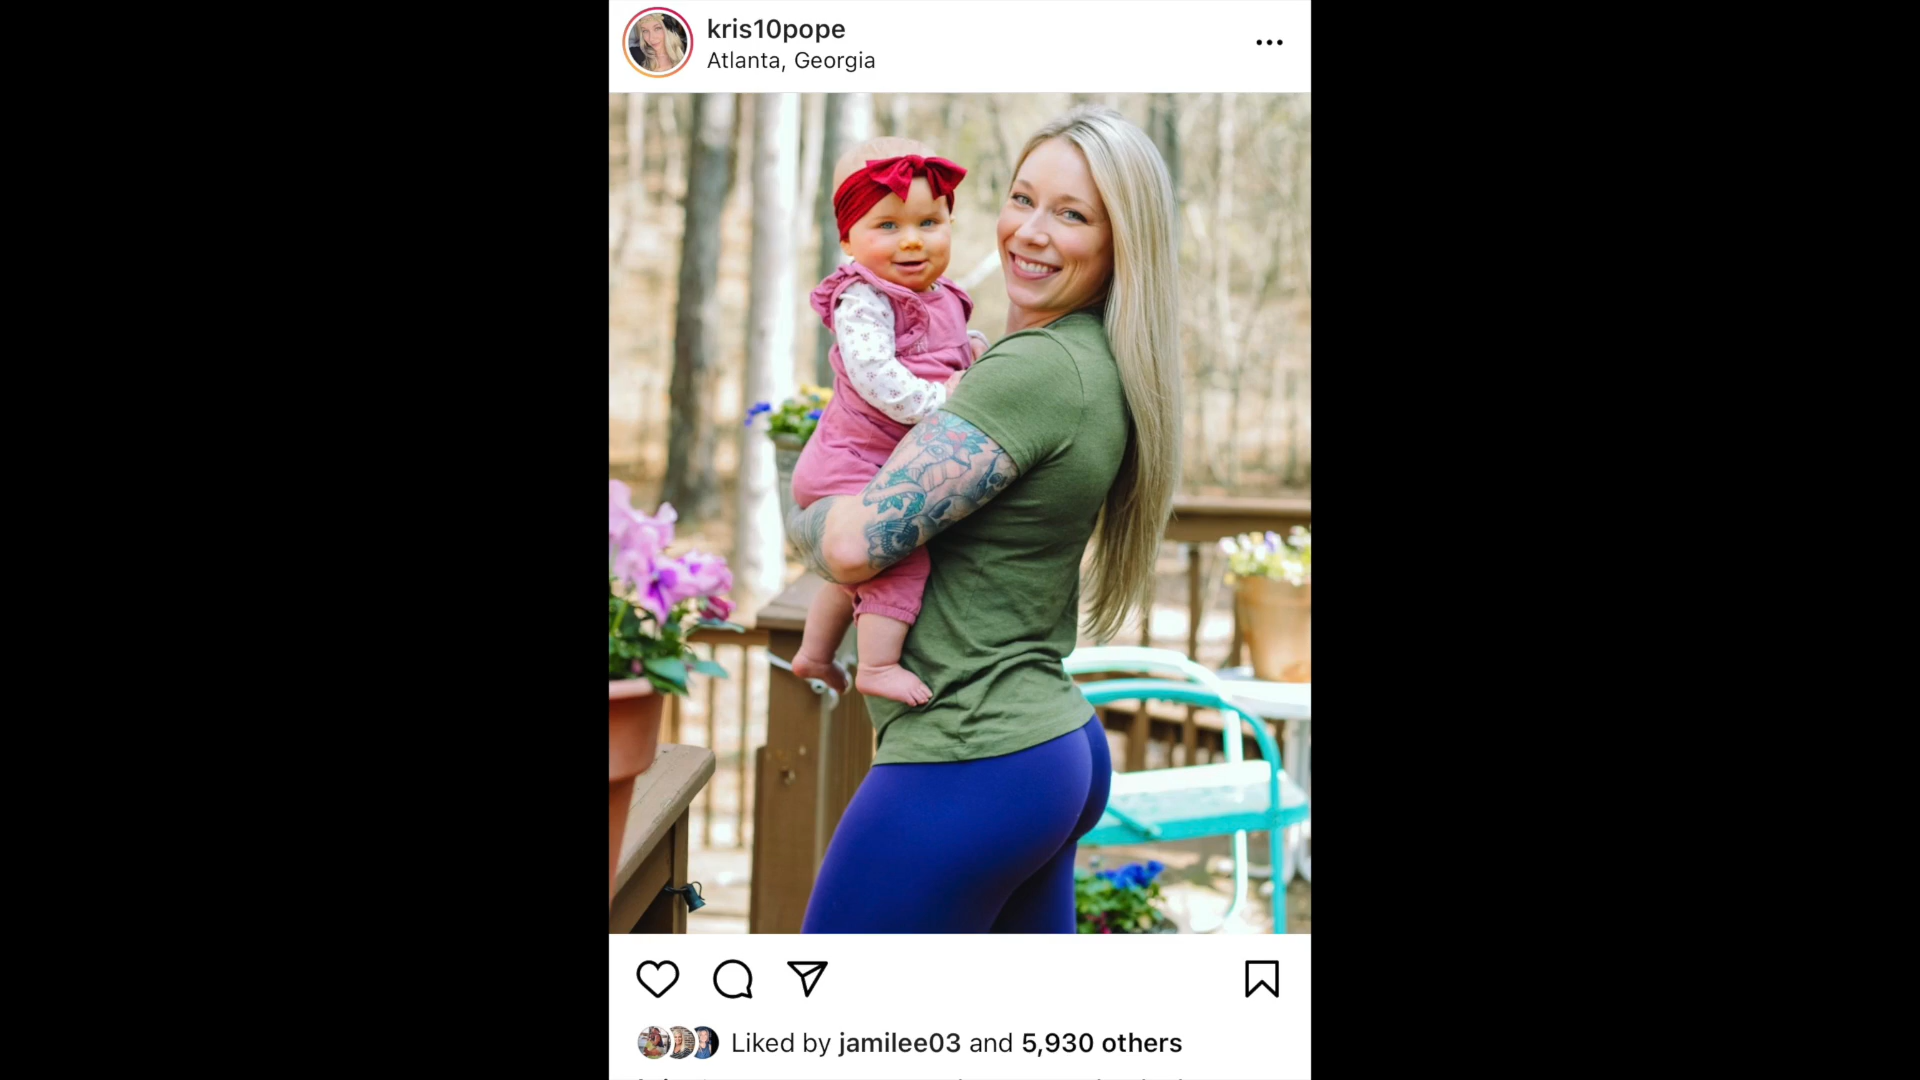 kris10pope
Atlanta, Georgia
Liked by jamilee03 and 5,930 others